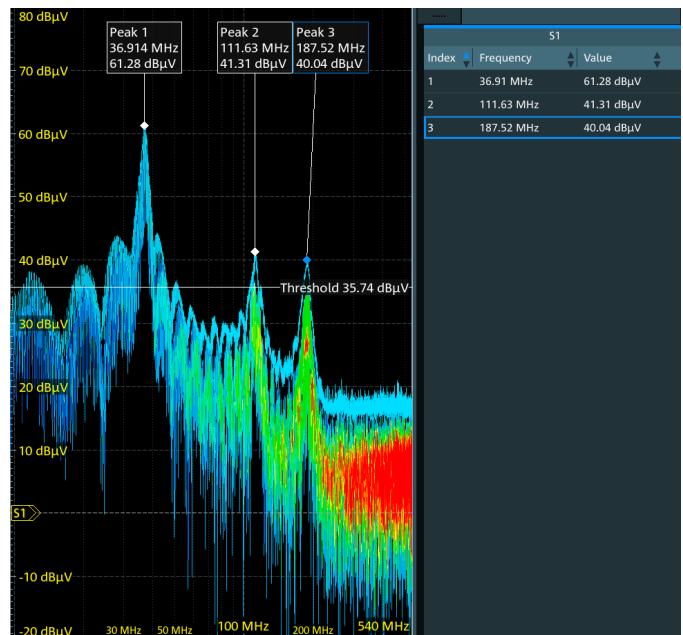 80 dBµV
70 dBµV
60 dBµV
50 dBµV
40 dBµV
30 dBµV
20 dBµV
10 dBµV
S1
-10 dBµV
-20 dBµV
Peak 1
36.914 MHz
61.28 dBµV
Peak 2
111.63 MHz
41.31 dBµV
Peak 3
187.52 MHz
40.04 dBµV
Threshold 35.74 dBµV
30 MHz 50 MHz 100 MHz 200 MHz 540 MHz
S1
Index Frequency Value
1 36.91 MHz 61.28 dBµV
2 111.63 MHz 41.31 dBµV
3 187.52 MHz 40.04 dBµV